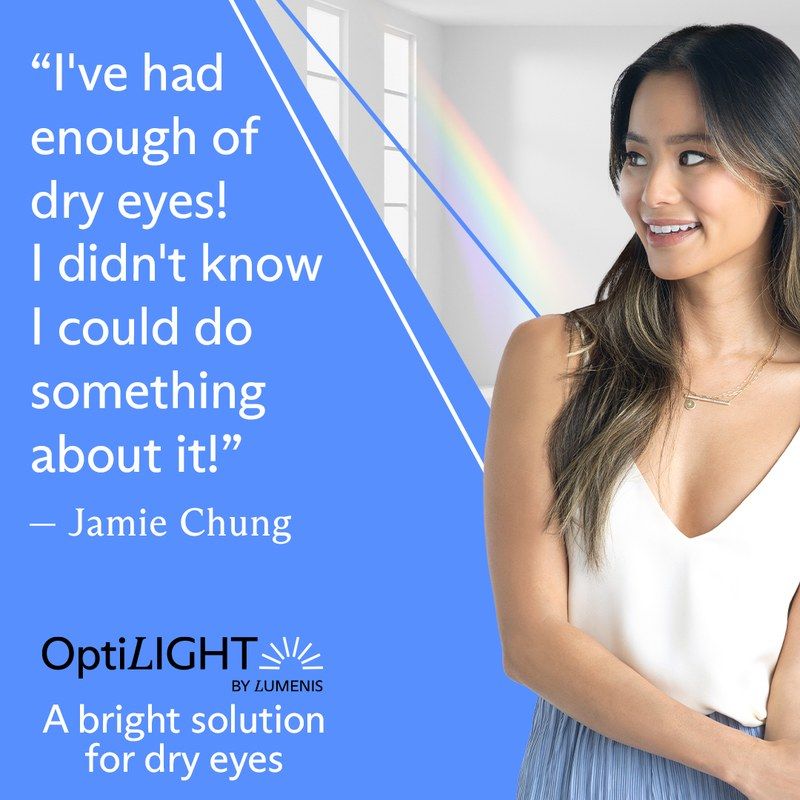 “I've had
enough of
dry eyes!
I didn't know
I could do
something
about it!”
— Jamie Chung
OptiLIGHT
BY LUMENIS
A bright solution
for dry eyes